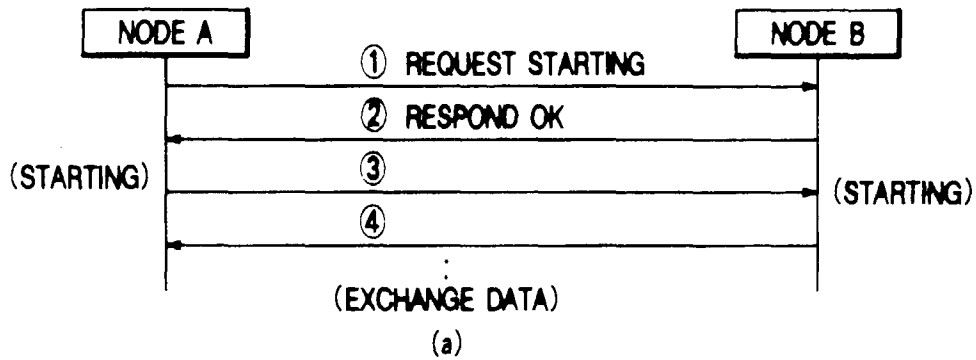 NODE A
NODE B
① REQUEST STARTING
② RESPOND OK
(STARTING)
③
(STARTING)
④
(EXCHANGE DATA)
(a)